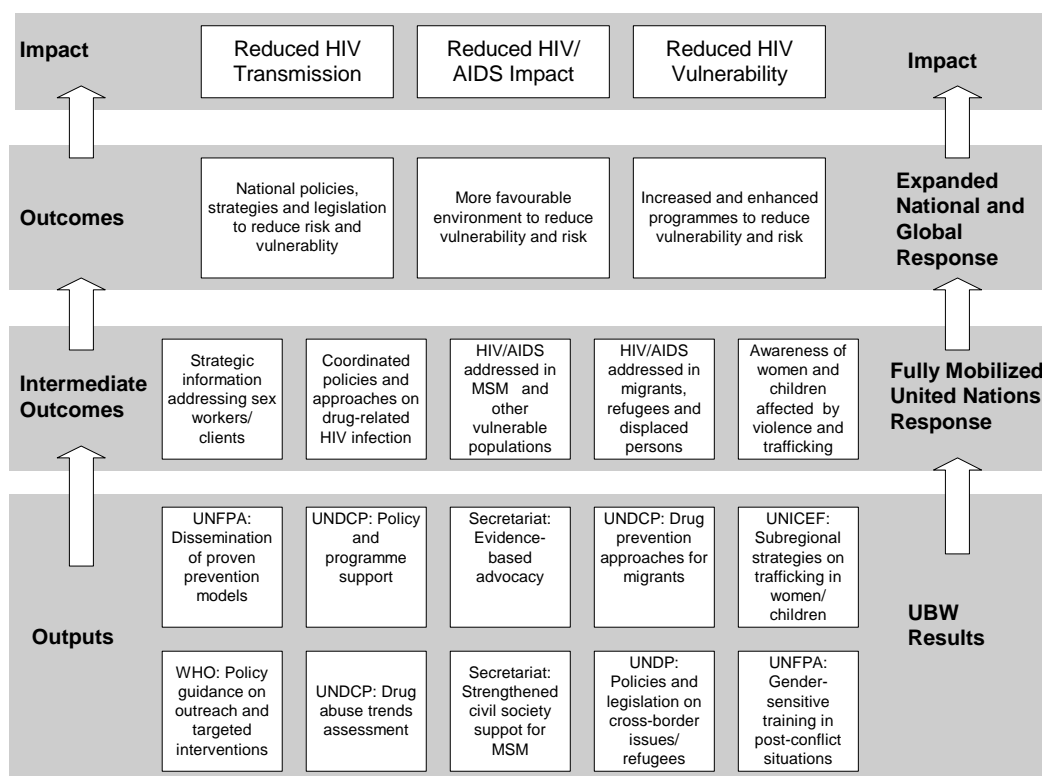 Impact
Reduced HIV
Transmission
Reduced HIV/
AIDS Impact
Reduced HIV
Vulnerability
Impact
Outcomes
National policies,
strategies and legislation
to reduce risk and
vulnerablity
More favourable
environment to reduce
vulnerability and risk
Increased and enhanced
programmes to reduce
vulnerability and risk
Expanded
National and
Global
Response
Intermediate
Outcomes
Strategic
information
addressing sex
workers/
clients
Coordinated
policies and
approaches on
drug-related
HIV infection
HIV/AIDS
addressed in
MSM and
other
vulnerable
populations
HIV/AIDS
addressed in
migrants,
refugees and
displaced
persons
Awareness of
women and
children
affected by
violence and
trafficking
Fully Mobilized
United Nations
Response
Outputs
UNFPA:
Dissemination
of proven
prevention
models
UNDCP: Policy
and
programme
support
Secretariat:
Evidence-
based
advocacy
UNDCP: Drug
prevention
approaches for
migrants
UNICEF:
Subregional
strategies on
trafficking in
women/
children
WHO: Policy
guidance on
outreach and
targeted
interventions
UNDCP: Drug
abuse trends
assessment
Secretariat:
Strengthened
civil society
suppot for
MSM
UNDP:
Policies and
legislation on
cross-border
issues/
refugees
UNFPA:
Gender-
sensitive
training in
post-conflict
situations
UBW
Results